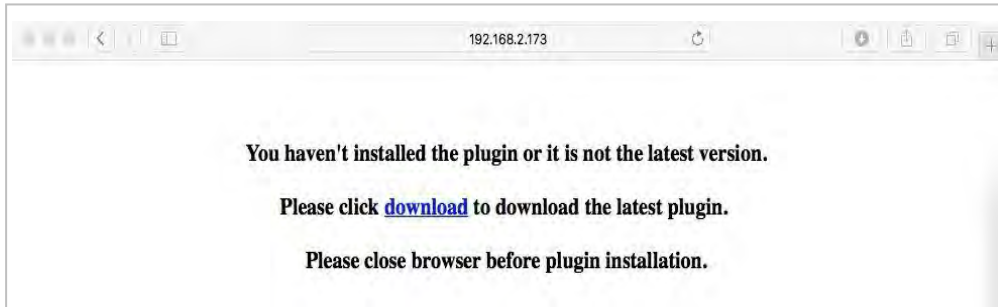 192.168.2.173
You haven't installed the plugin or it is not the latest version.
Please click download to download the latest plugin.
Please close browser before plugin installation.